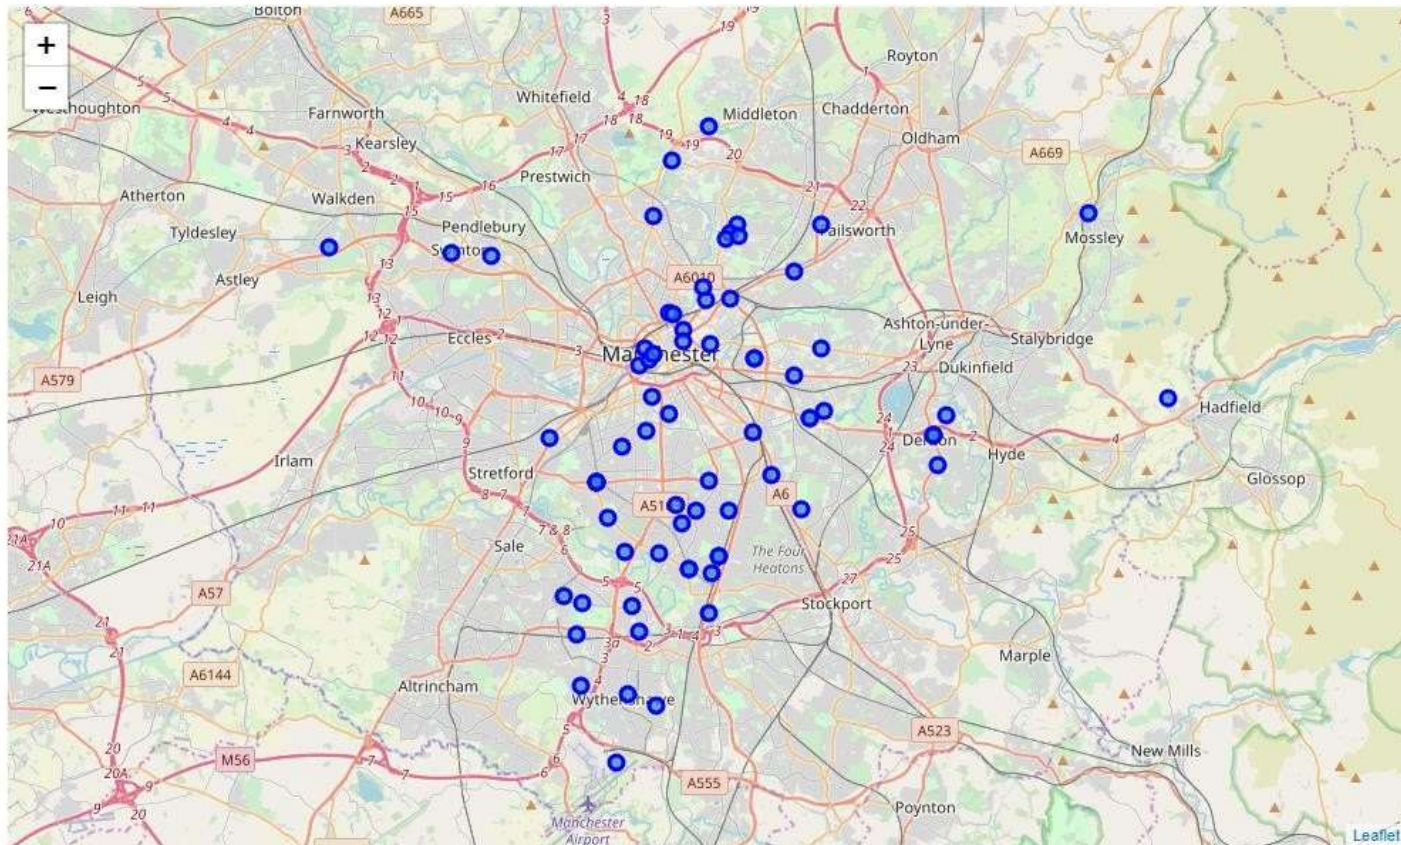 Bolton
A665
Royton
+
−
Westhoughton
Farnworth
Whitefield
Middleton
Chadderton
Oldham
Kearsley
A669
Prestwich
Atherton
Walkden
Tyldesley
Pendlebury
Swinton
Failsworth
Mossley
Astley
A6010
Leigh
Eccles
Ashton-under-
Lyne
Stalybridge
Manchester
Dukinfield
A579
Hadfield
Denton
Hyde
Irlam
Stretford
Glossop
A6
Sale
The Four
Heatons
A57
Stockport
Marple
A6144
Altrincham
Wythenshawe
A523
New Mills
M56
A555
Poynton
Manchester
Airport
Leaflet